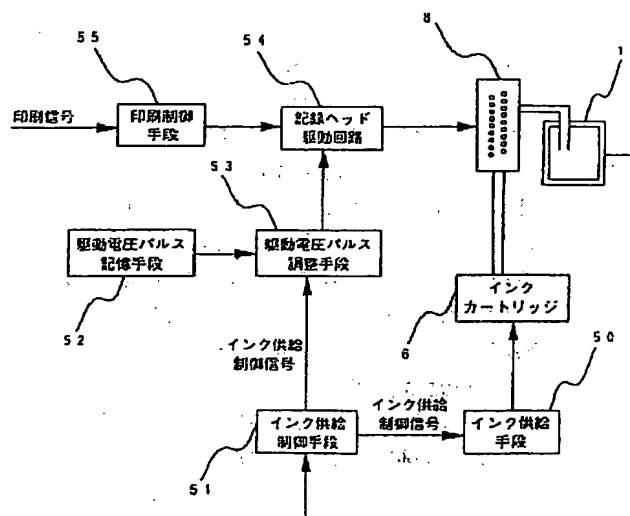 55
54
8
1
印刷信号
印刷制御
手段
記録ヘッド
駆動回路
53
駆動電圧パルス
記憶手段
駆動電圧パルス
調整手段
インク
カートリッジ
52
6
50
インク供給
制御信号
インク供給
制御信号
インク供給
制御手段
インク供給
手段
51